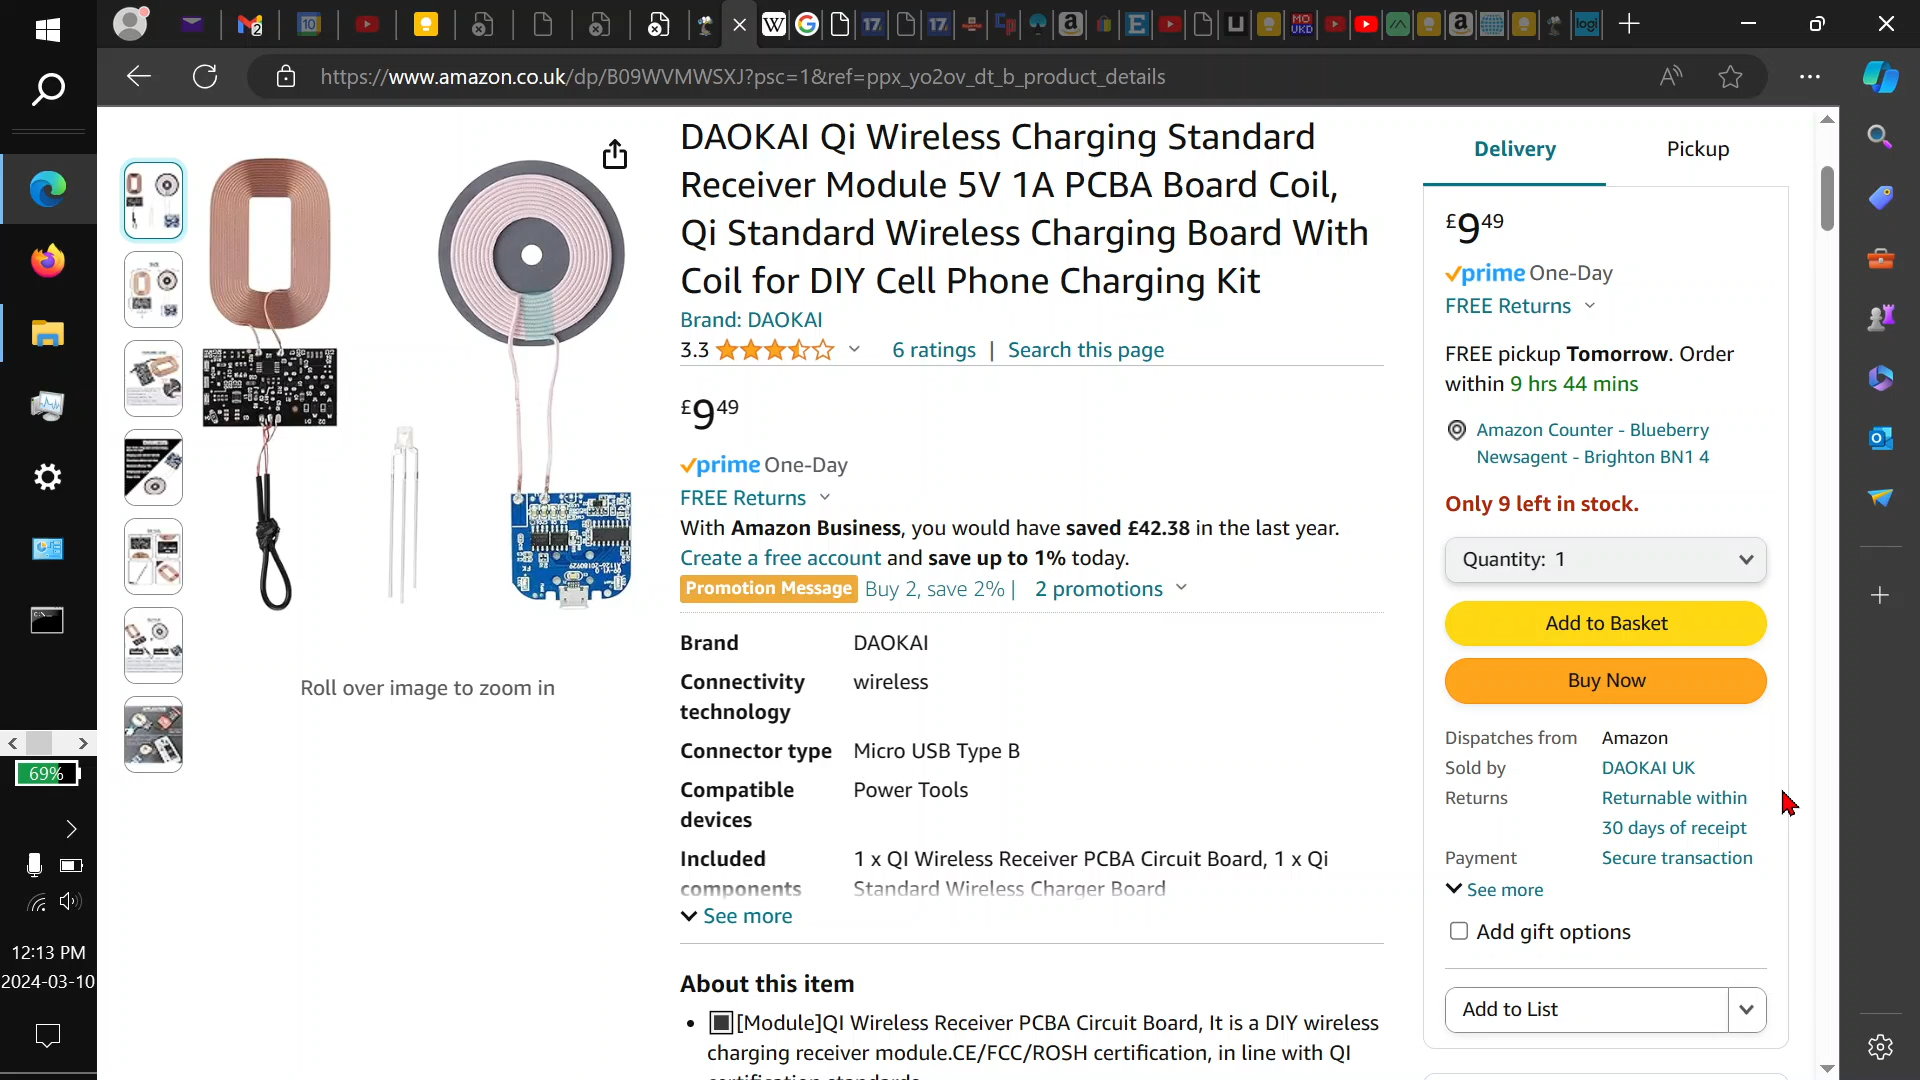 2
10
17
17
MO
UKD
logi
https://www.amazon.co.uk/dp/B09WVMWSXJ?psc=1&ref=ppx_yo2ov_dt_b_product_details
DAOKAI Qi Wireless Charging Standard
Receiver Module 5V 1A PCBA Board Coil,
Qi Standard Wireless Charging Board With
Coil for DIY Cell Phone Charging Kit
Brand: DAOKAI
3.3
6 ratings | Search this page
£9 49
prime One-Day
FREE Returns
With Amazon Business, you would have saved £42.38 in the last year.
Create a free account and save up to 1% today.
Promotion Message Buy 2, save 2% | 2 promotions
Brand DAOKAI
Connectivity wireless
technology
Connector type Micro USB Type B
Compatible Power Tools
devices
Included 1 x QI Wireless Receiver PCBA Circuit Board, 1 x Qi
components Standard Wireless Charger Board
See more
About this item
• [Module]QI Wireless Receiver PCBA Circuit Board, It is a DIY wireless
charging receiver module.CE/FCC/ROSH certification, in line with QI
certification standards
Roll over image to zoom in
Delivery Pickup
£9 49
prime One-Day
FREE Returns
FREE pickup Tomorrow. Order
within 9 hrs 44 mins
Amazon Counter - Blueberry
Newsagent - Brighton BN1 4
Only 9 left in stock.
Quantity: 1
Add to Basket
Buy Now
Dispatches from Amazon
Sold by DAOKAI UK
Returns Returnable within
30 days of receipt
Payment Secure transaction
See more
Add gift options
Add to List
69%
12:13 PM
2024-03-10